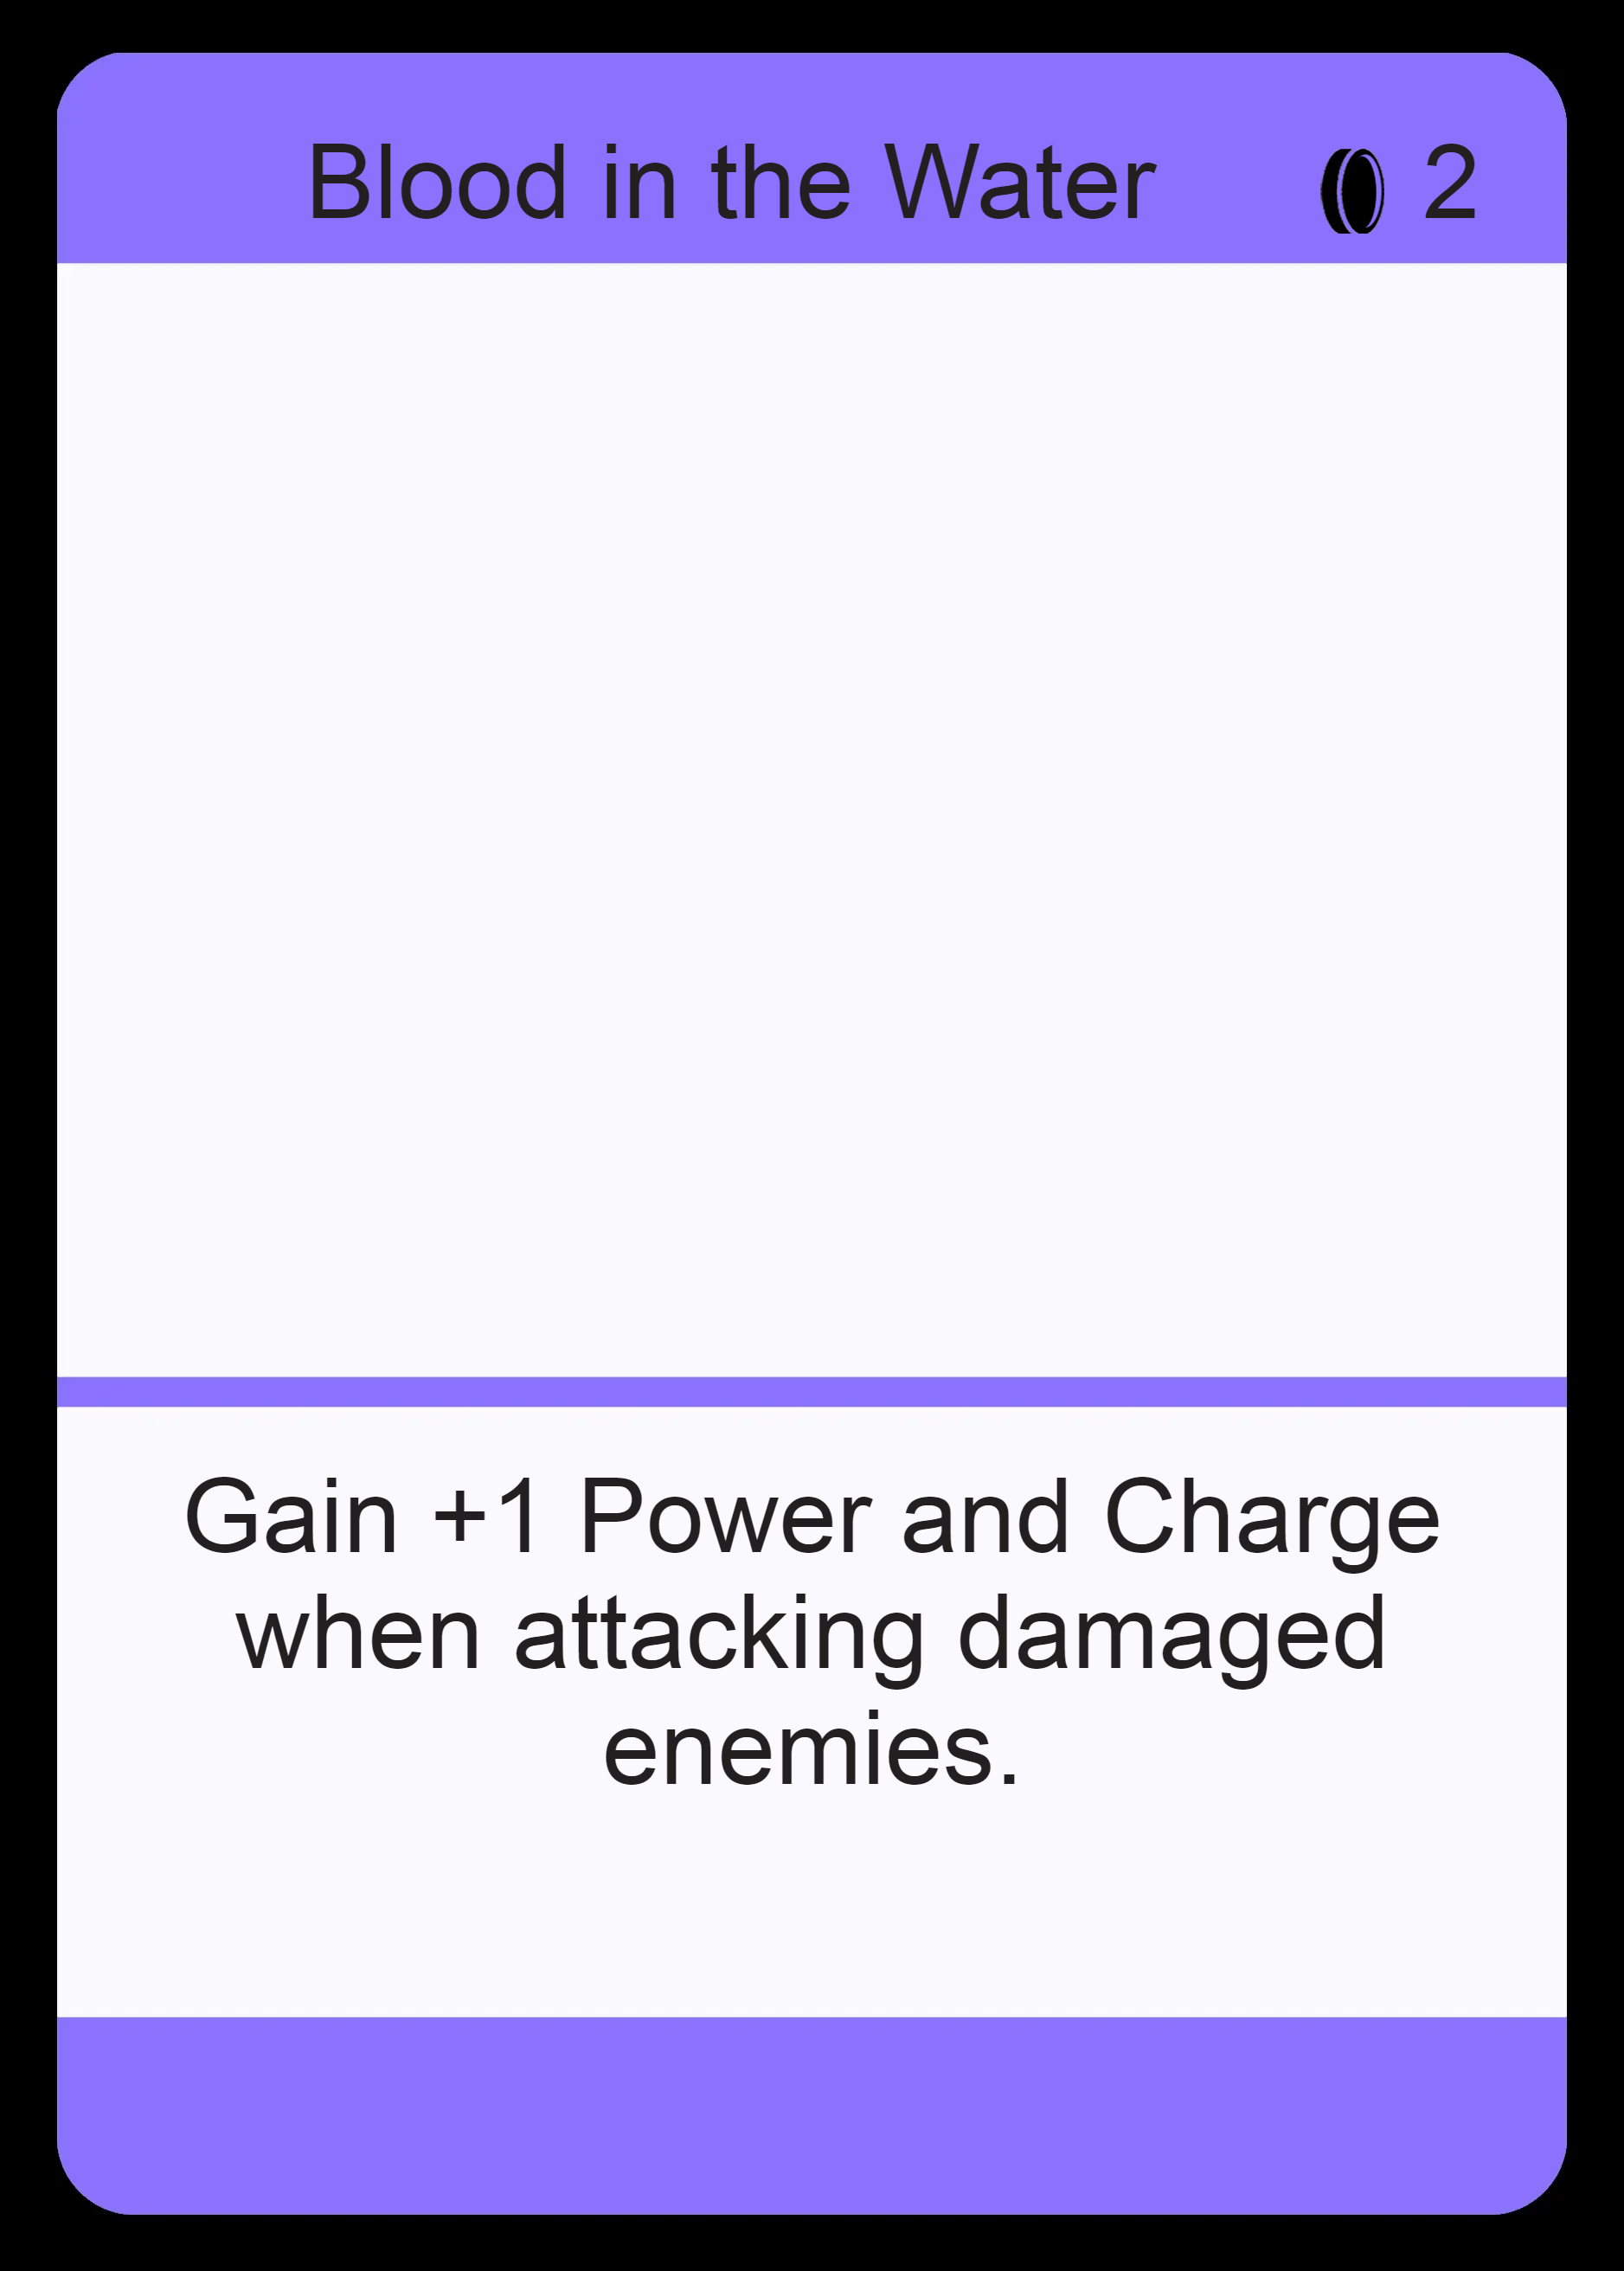 Blood in the Water 2
Gain +1 Power and Charge
when attacking damaged
enemies.